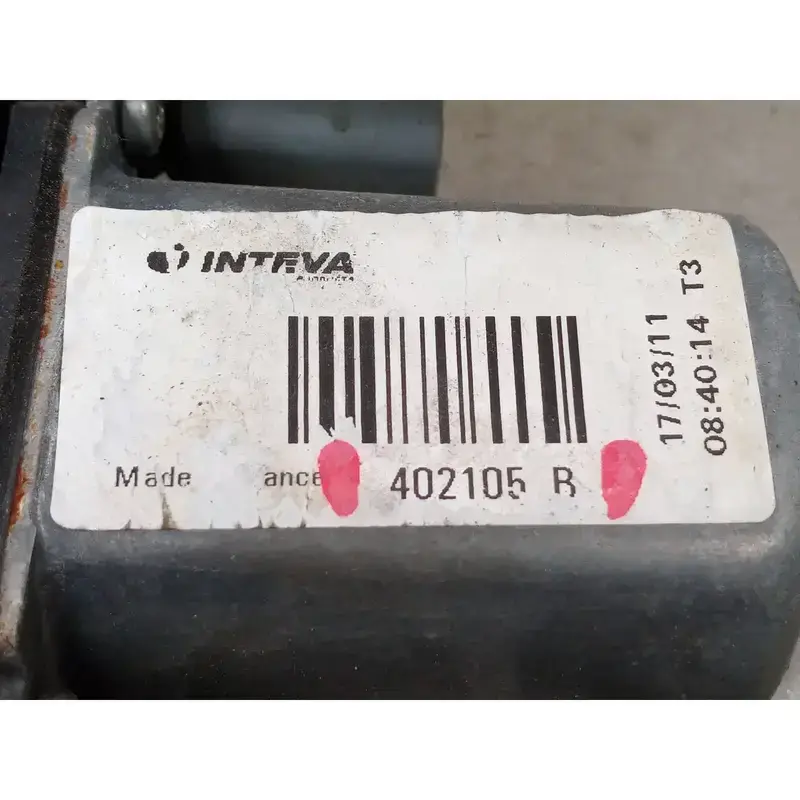 INTEVA
Made ance
402105 B
17/03/11
08:40:14 T3